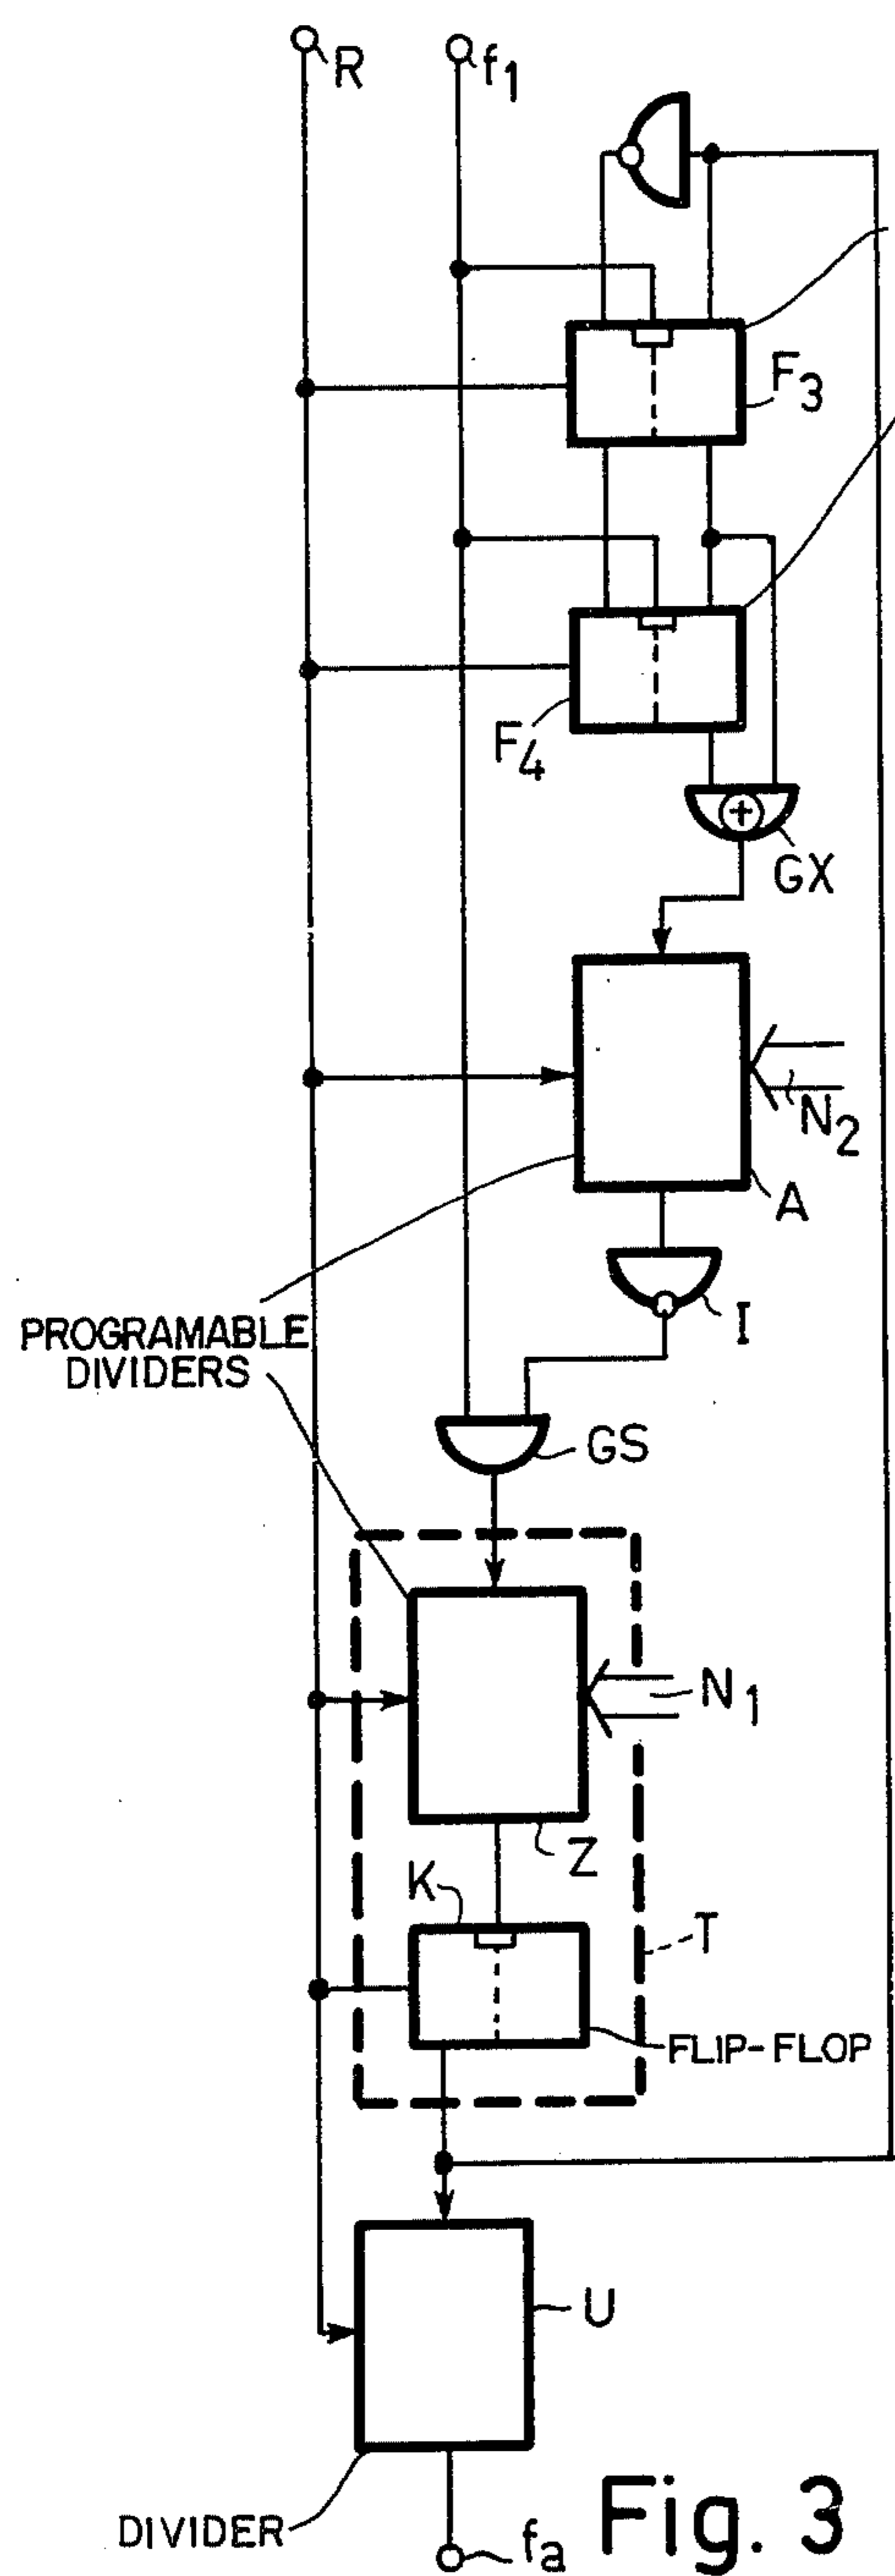 R
f1
F3
F4
+
GX
N2
A
I
PROGRAMABLE
DIVIDERS
GS
N1
Z
K
T
FLIP-FLOP
U
DIVIDER
fa
Fig. 3